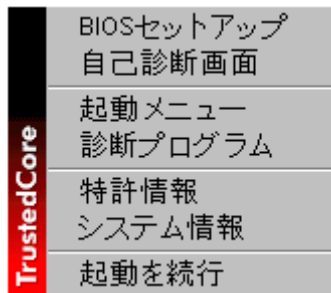 BIOSセットアップ
自己診断画面
起動メニュー
診断プログラム
特許情報
システム情報
起動を続行
TrustedCore